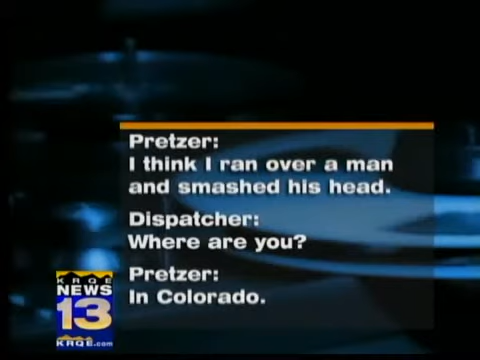 Pretzer:
I think I ran over a man
and smashed his head.
Dispatcher:
Where are you?
Pretzer:
In Colorado.
KRQE
NEWS
13
KRQE.com